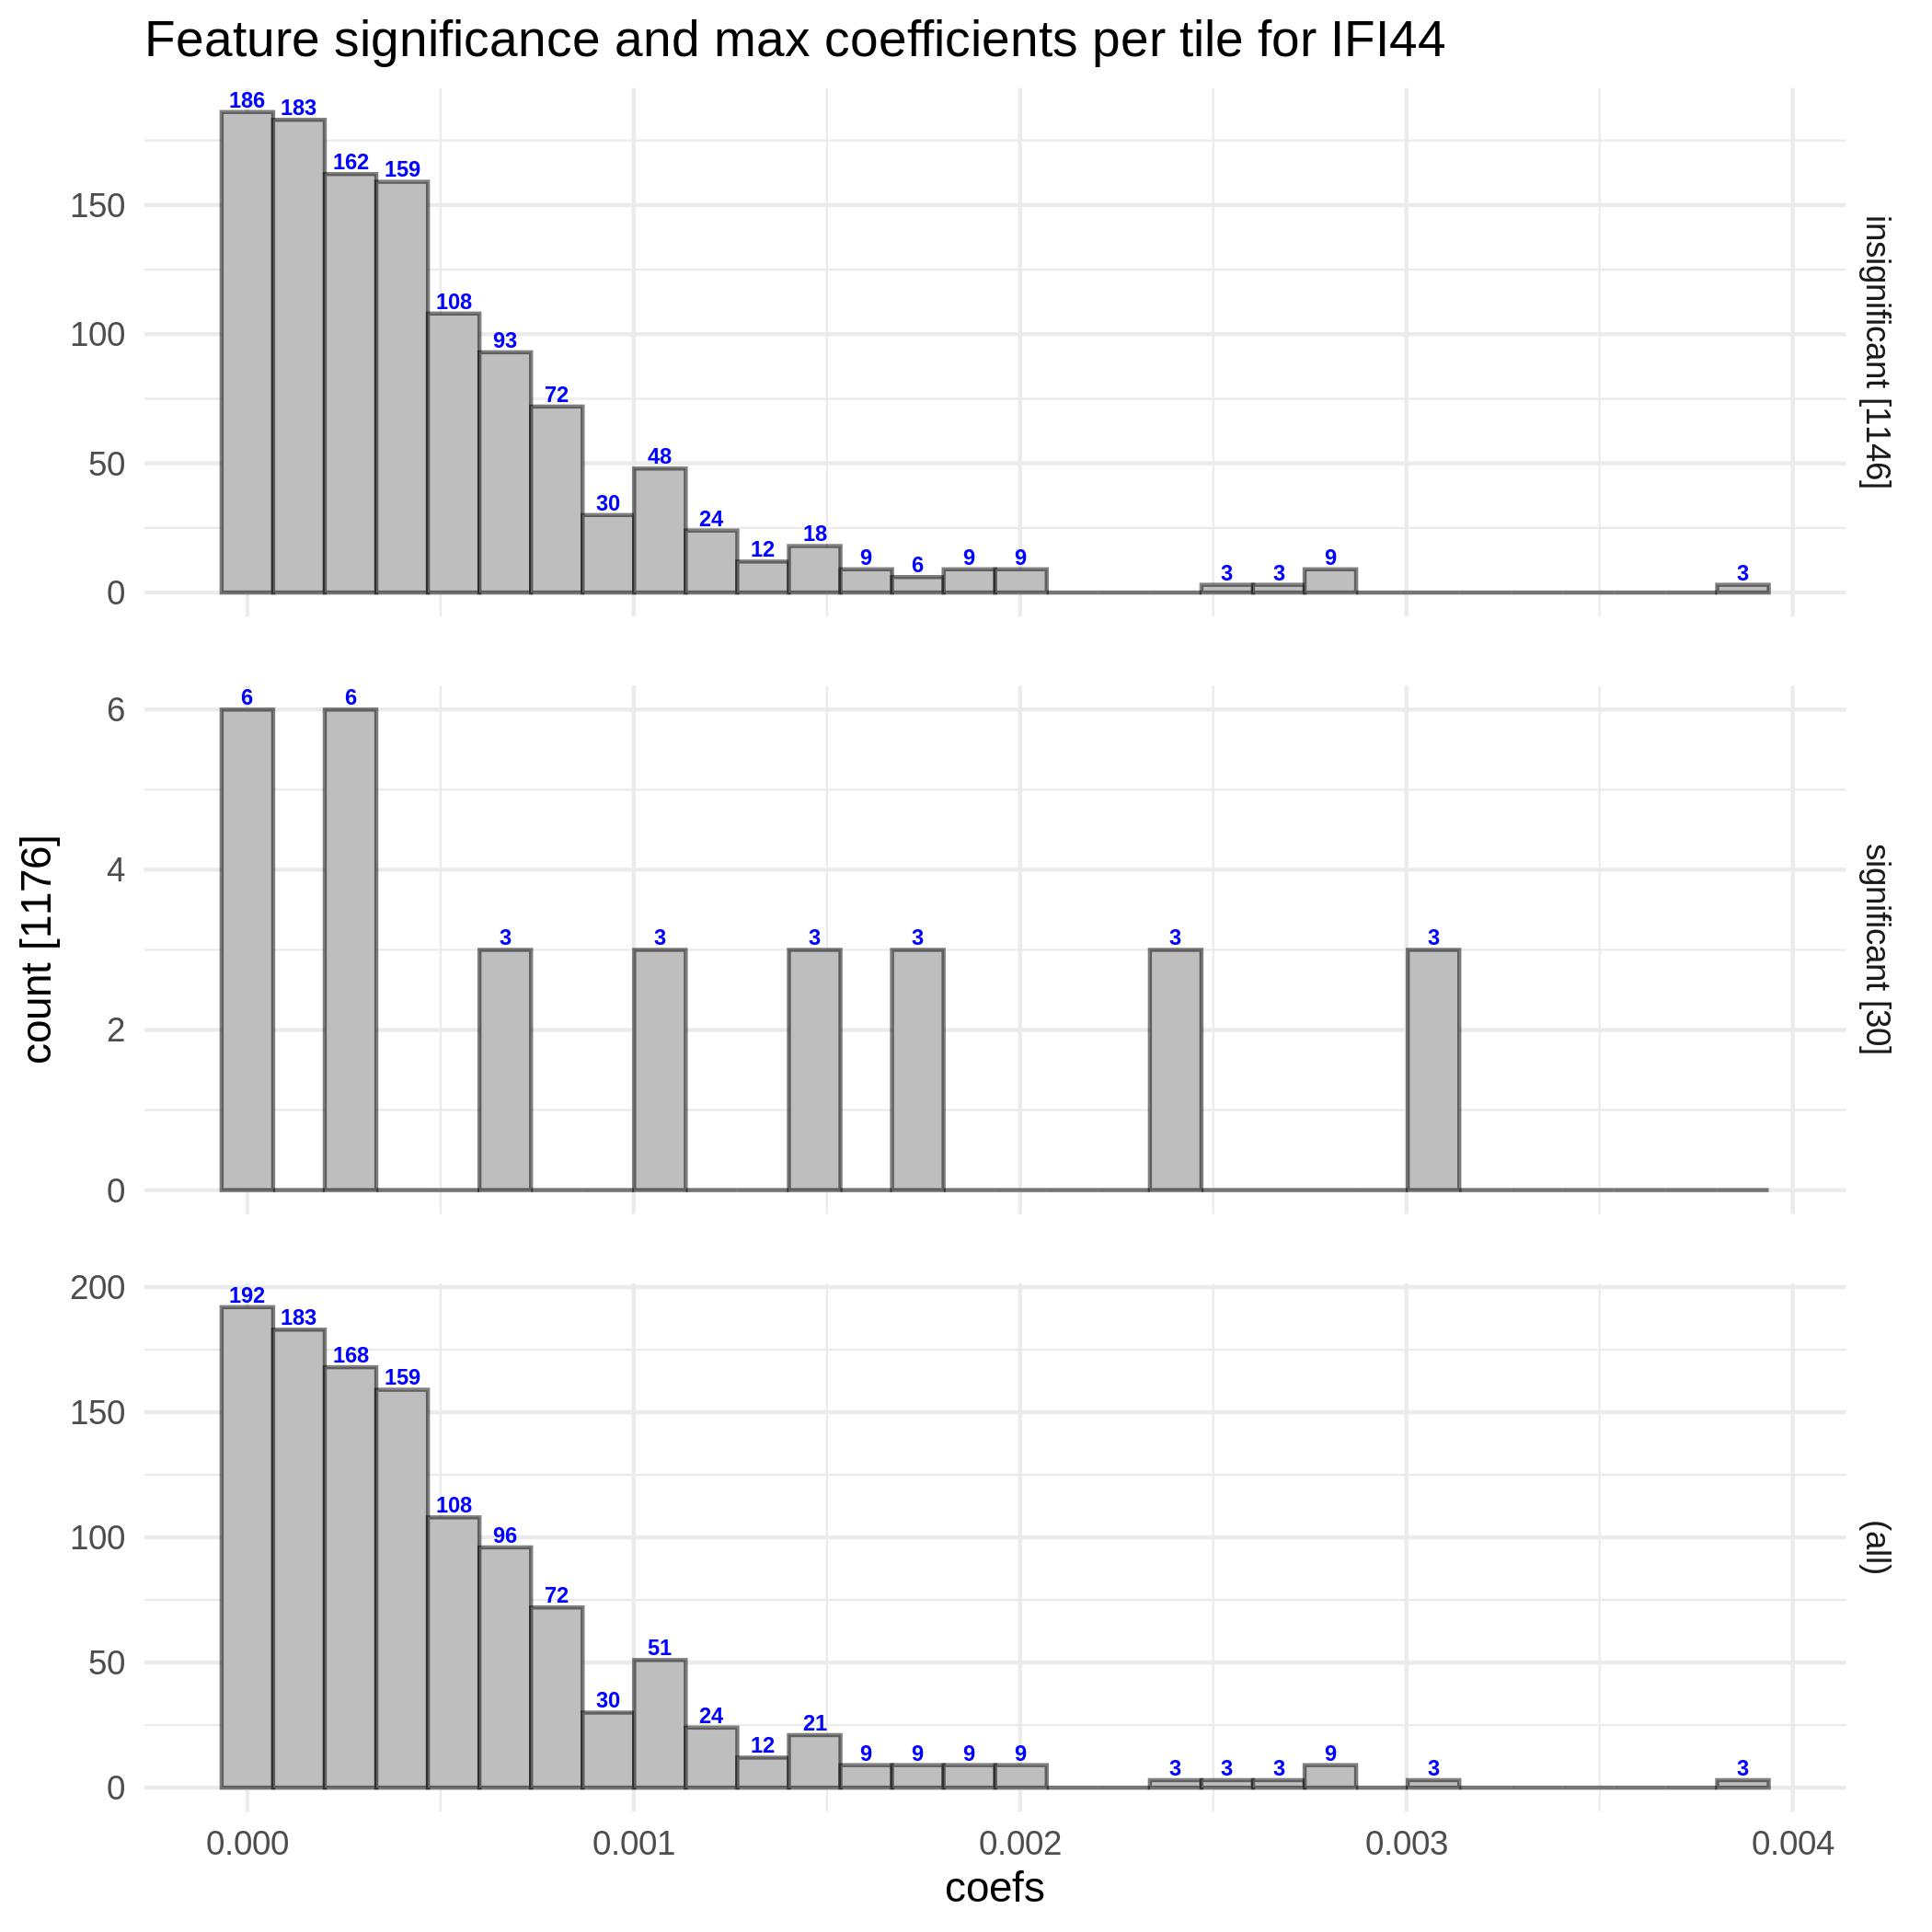 Feature significance and max coefficients per tile for IFI44
186 183 162 159 108 93 72 30 48 24 12 18 9 6 9 9 3 3 9 3
150
100
50
0
insignificant [1146]
6 6 3 3 3 3 3 3
6
4
2
0
significant [30]
count [1176]
192 183 168 159 108 96 72 30 51 24 12 21 9 9 9 9 3 3 3 9 3 3
200
150
100
50
0
(all)
0.000 0.001 0.002 0.003 0.004
coefs